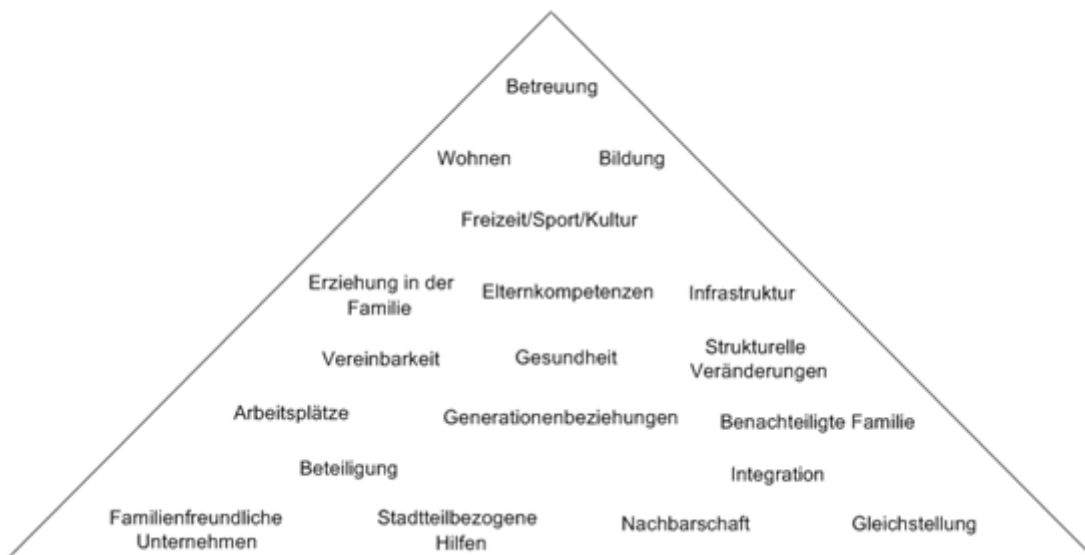 Betreuung
Wohnen Bildung
Freizeit/Sport/Kultur
Erziehung in der
Familie
Elternkompetenzen
Infrastruktur
Vereinbarkeit
Gesundheit
Strukturelle
Veränderungen
Arbeitsplätze
Generationenbeziehungen
Benachteiligte Familie
Beteiligung
Integration
Familienfreundliche
Unternehmen
Stadtteilbezogene
Hilfen
Nachbarschaft
Gleichstellung